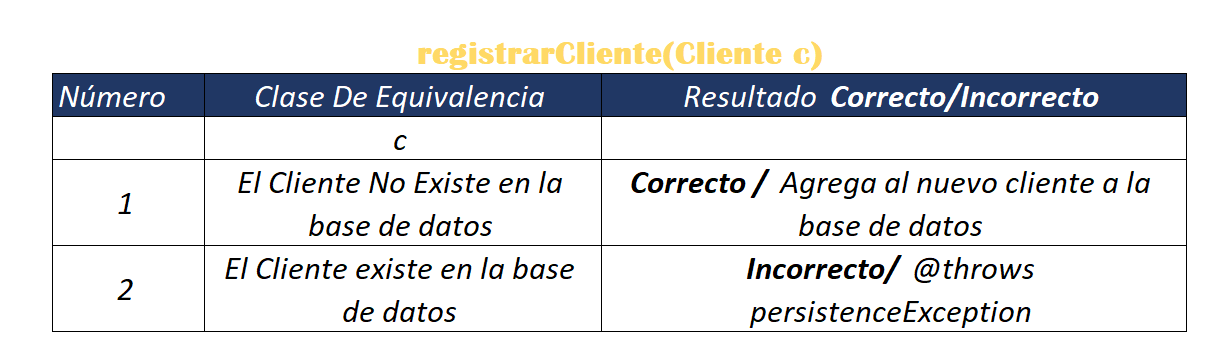 registrarCliente(Cliente c)
Número Clase De Equivalencia Resultado Correcto/Incorrecto
c
1 El Cliente No Existe en la base de datos Correcto / Agrega al nuevo cliente a la base de datos
2 El Cliente existe en la base de datos Incorrecto/ @throws persistenceException